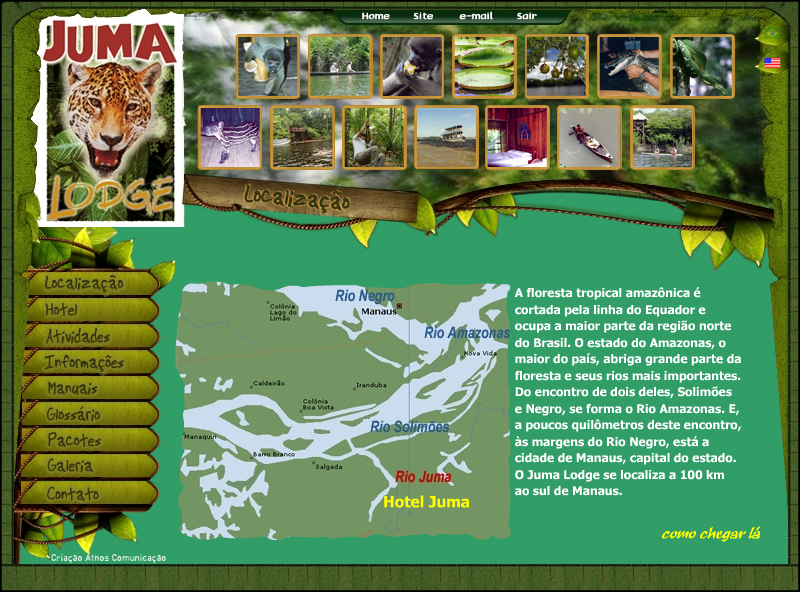 Home Site e-mail Sair
JUMA
LODGE
Localização
Localização
Hotel
Atividades
Informações
Manuais
Glossário
Pacotes
Galeria
Contato
Criação Athos Comunicação
Rio Negro
Colônia
Lago do
Limão
Manaus
Rio Amazonas
Nova Vida
Caldeirão
Iranduba
Colônia
Boa Vista
Rio Solimões
Manaquiri
Barro Branco
Salgada
Rio Juma
Hotel Juma
A floresta tropical amazônica é
cortada pela linha do Equador e
ocupa a maior parte da região norte
do Brasil. O estado do Amazonas, o
maior do país, abriga grande parte da
floresta e seus rios mais importantes.
Do encontro de dois deles, Solimões
e Negro, se forma o Rio Amazonas. E,
a poucos quilômetros deste encontro,
às margens do Rio Negro, está a
cidade de Manaus, capital do estado.
O Juma Lodge se localiza a 100 km
ao sul de Manaus.
como chegar lá